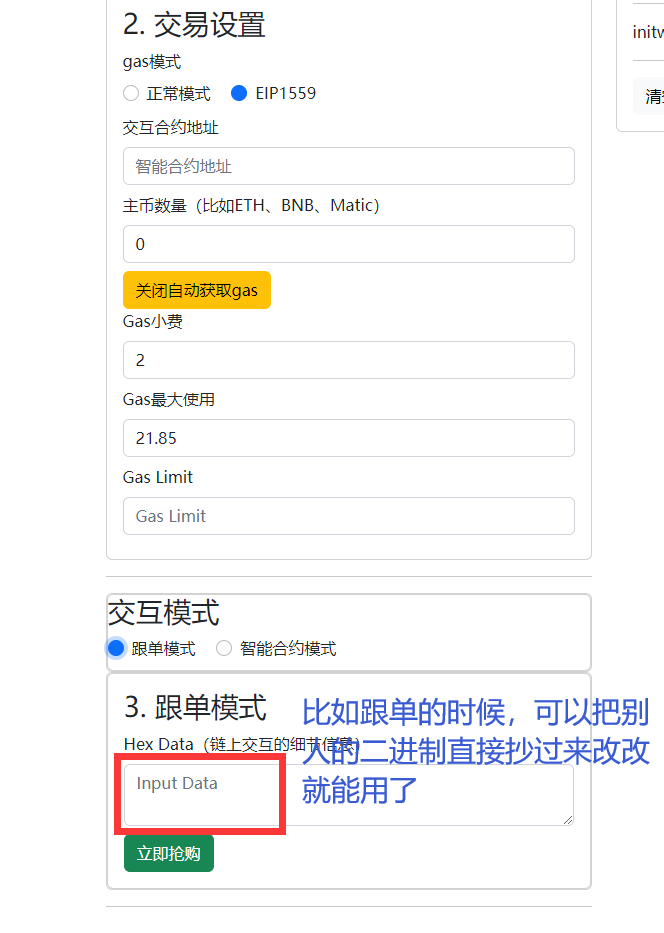 2. 交易设置
initw
gas模式
正常模式 EIP1559
清空
交互合约地址
智能合约地址
主币数量（比如ETH、BNB、Matic）
0
关闭自动获取gas
Gas小费
2
Gas最大使用
21.85
Gas Limit
Gas Limit
交互模式
跟单模式 智能合约模式
3. 跟单模式
Hex Data（链上交互的细节信息）
Input Data
比如跟单的时候，可以把别
人的二进制直接抄过来改改
就能用了
立即抢购